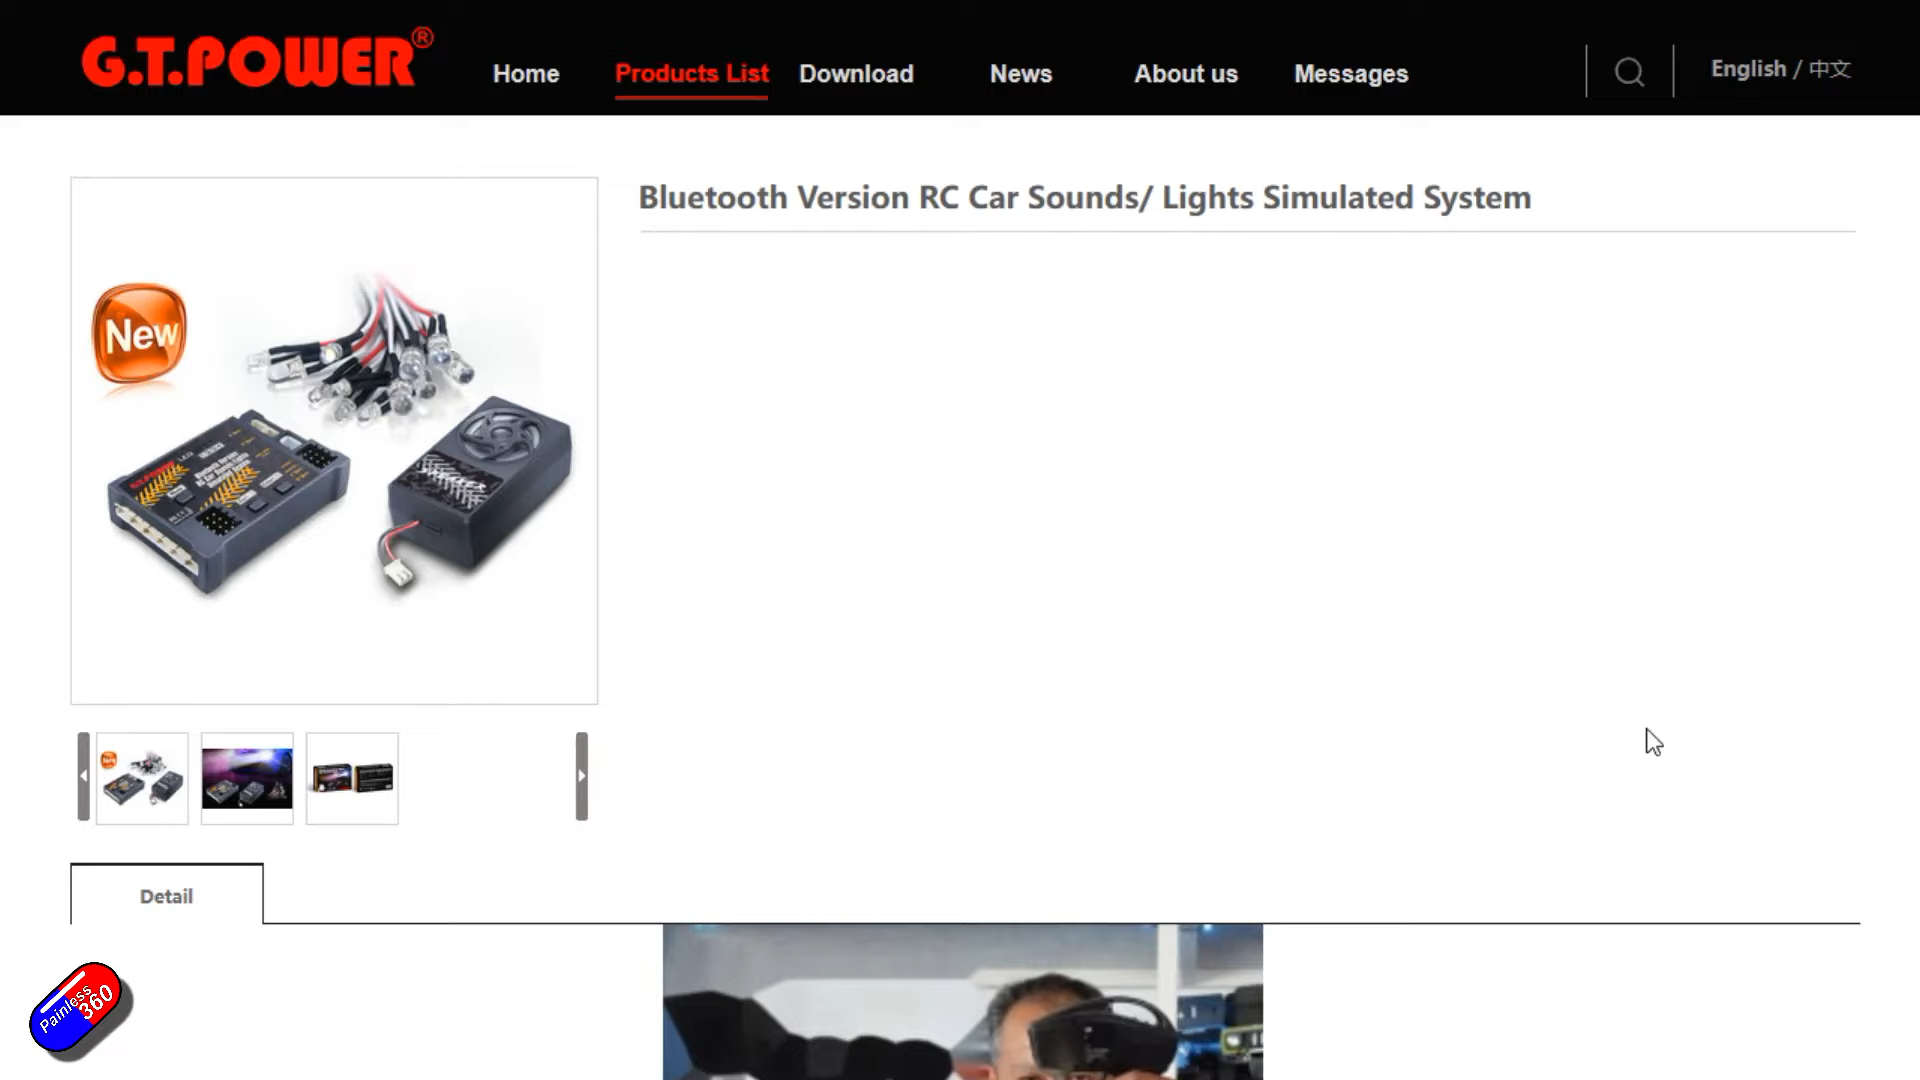 G.T.POWER®
Home
Products List
Download
News
About us
Messages
English / 中文
Bluetooth Version RC Car Sounds/ Lights Simulated System
New
Detail
Painless
360